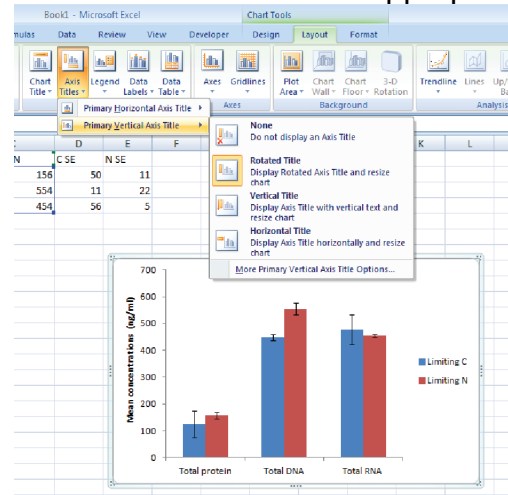 Book1 - Microsoft Excel Chart Tools
mulas Data Review View Developer Design Layout Format
Chart Title Axis Titles Legend Data Labels Data Table Axes Gridlines Plot Area Chart Wall Chart Floor 3-D Rotation Trendline Lines Up/
Primary Horizontal Axis Title Axes Background Analysis
Primary Vertical Axis Title
None
Do not display an Axis Title
Rotated Title
Display Rotated Axis Title and resize
chart
Vertical Title
Display Axis Title with vertical text and
resize chart
Horizontal Title
Display Axis Title horizontally and resize
chart
More Primary Vertical Axis Title Options...
D E F K L
N C SE N SE
156 50 11
554 11 22
454 56 5
Mean concentrations (ug/ml)
700
600
500
400
300
200
100
0
Total protein Total DNA Total RNA
Limiting C
Limiting N